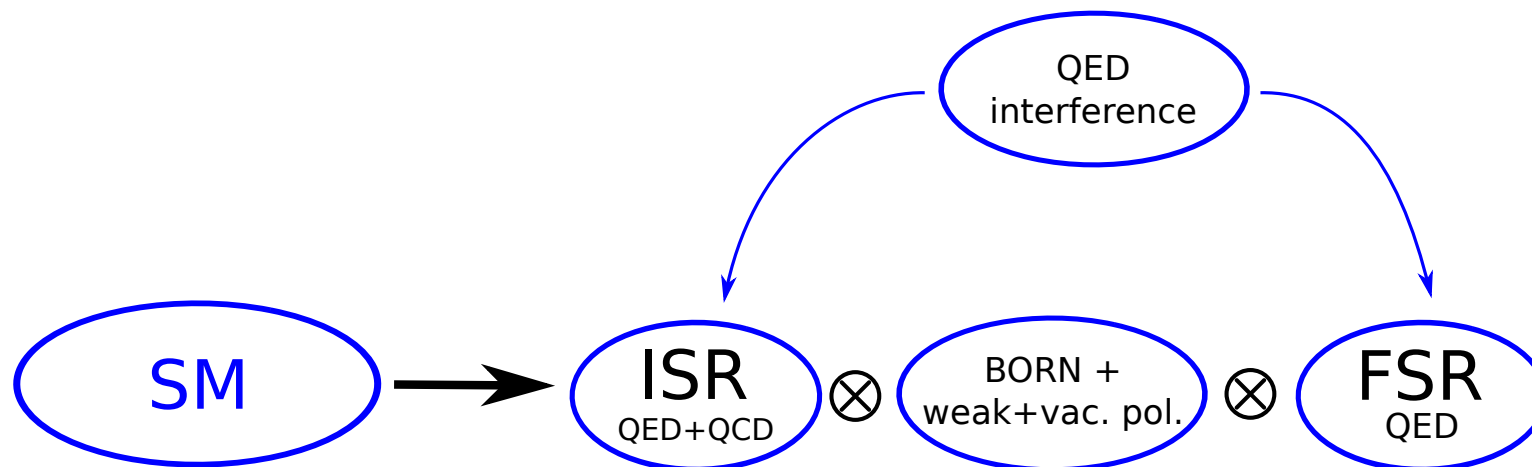 QED
interference
SM
ISR
QED+QCD
BORN +
weak+vac. pol.
FSR
QED